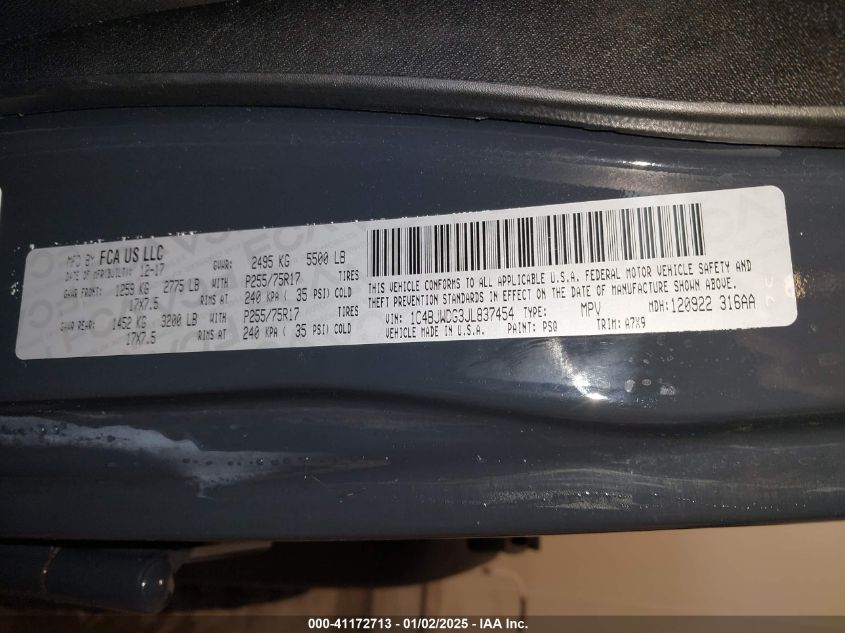 MFD BY FCA US LLC
DATE OF MFR(BUILD): 12-17 GVWR: 2495 KG 5500 LB
GAWR FRONT: 1259 KG 2775 LB WITH P255/75R17 TIRES
17X7.5 RIMS AT 240 KPA ( 35 PSI) COLD
GAWR REAR: 1452 KG 3200 LB WITH P255/75R17 TIRES
17X7.5 RIMS AT 240 KPA ( 35 PSI) COLD
THIS VEHICLE CONFORMS TO ALL APPLICABLE U.S.A. FEDERAL MOTOR VEHICLE SAFETY AND
THEFT PREVENTION STANDARDS IN EFFECT ON THE DATE OF MANUFACTURE SHOWN ABOVE.
VIN: 1C4BJWDG3JL837454 TYPE: MPV MDH: 120922 316AA
VEHICLE MADE IN U.S.A. PAINT: PSQ TRIM: A7X9
000-41172713 - 01/02/2025 - IAA Inc.